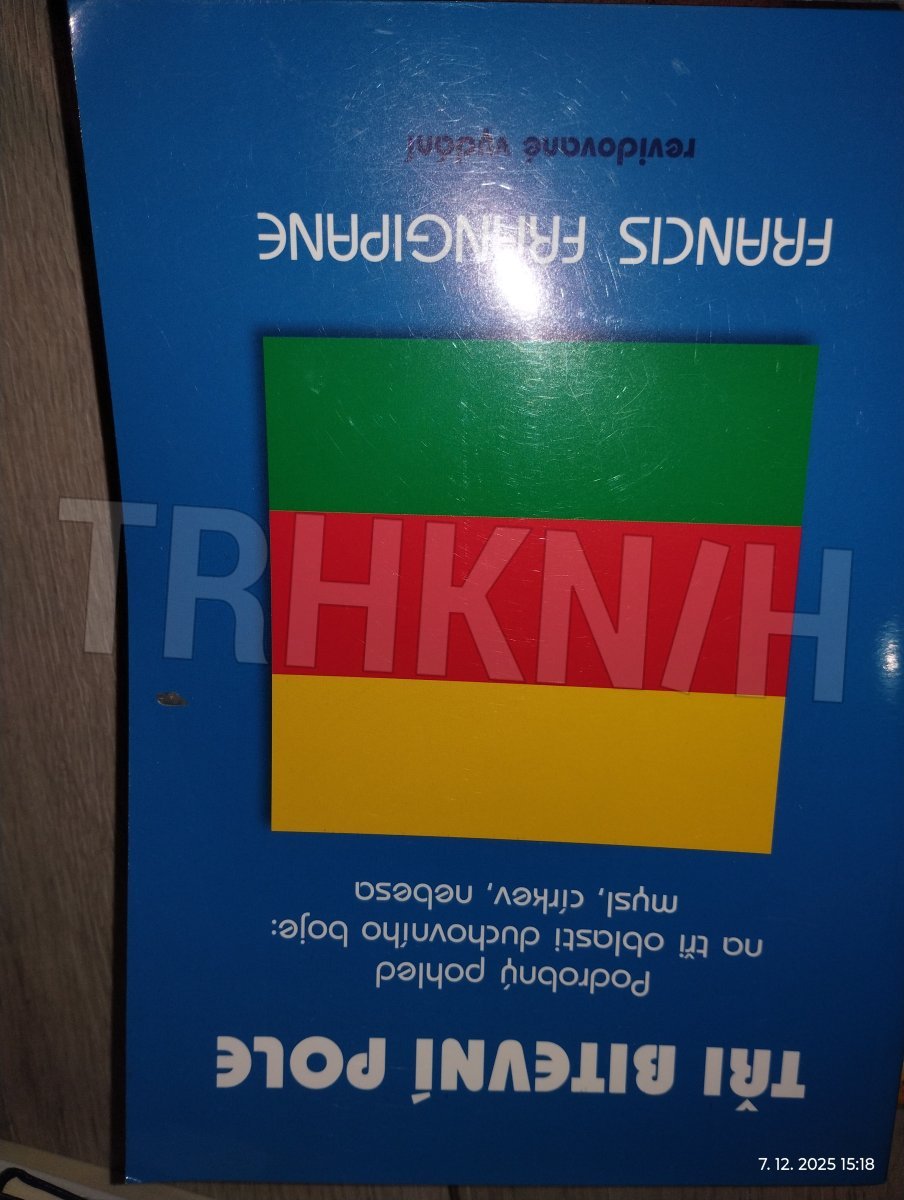 TŘI BITEVNÍ POLE
Podrobný pohled
na tři oblasti duchovního boje:
mysl, církev, nebesa
FRANCIS FRANGIPANE
revidované vydání
TRHKN/H
7. 12. 2025 15:18